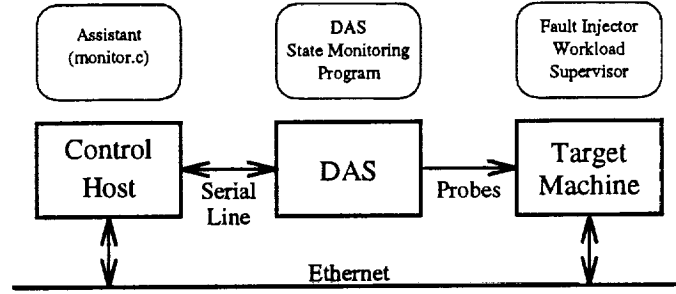 Assistant
(monitor.c)
DAS
State Monitoring
Program
Fault Injector
Workload
Supervisor
Control
Host
Serial
Line
DAS
Probes
Target
Machine
Ethernet